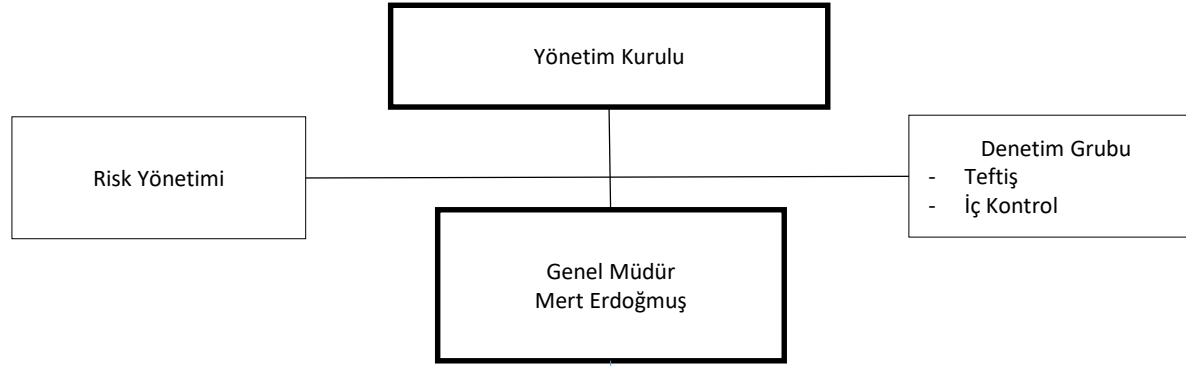 Yönetim Kurulu
Risk Yönetimi
Denetim Grubu
- Teftiş
- İç Kontrol
Genel Müdür
Mert Erdoğmuş